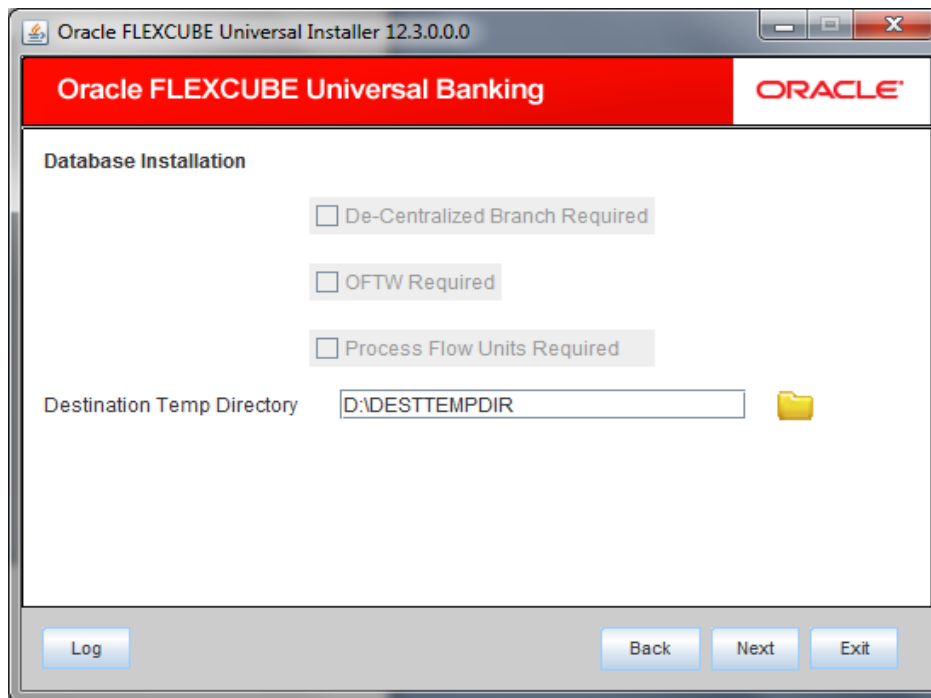 Oracle FLEXCUBE Universal Installer 12.3.0.0.0
Oracle FLEXCUBE Universal Banking
ORACLE
Database Installation
De-Centralized Branch Required
OFTW Required
Process Flow Units Required
Destination Temp Directory D:\DESTTEMPDIR
Log Back Next Exit